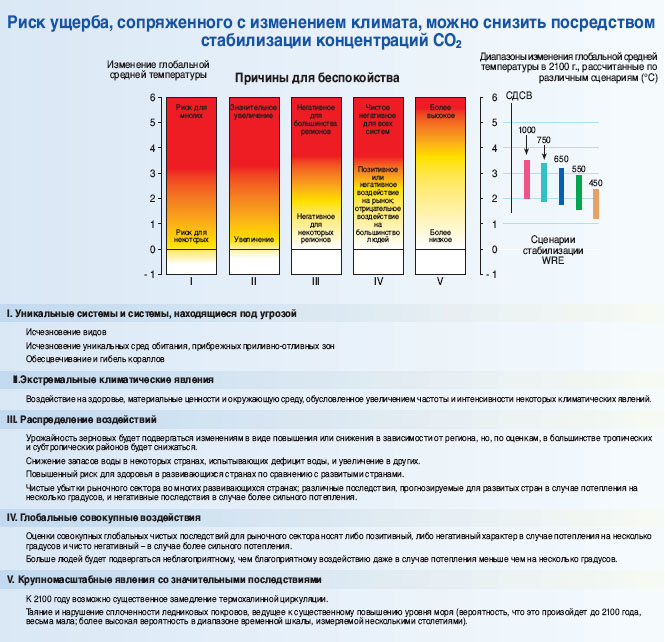 Риск ущерба, сопряженного с изменением климата, можно снизить посредством
стабилизации концентраций CO2
Изменение глобальной
средней температуры
Причины для беспокойства
Диапазоны изменения глобальной средней
температуры в 2100 г., рассчитанные по
различным сценариям (°C)
6
5
4
3
2
1
0
- 1
Риск для
многих
Риск для
некоторых
Значительное
увеличение
Увеличение
Негативное
для
большинства
регионов
Негативное
для
некоторых
регионов
Чистое
негативное
для всех
систем
Позитивное
или
негативное
воздействие
на рынок;
отрицательное
воздействие
на
большинство
людей
Более
высокое
Более
низкое
I
II
III
IV
V
6
5
4
3
2
1
0
- 1
СДСВ
1000
750
650
550
450
Сценарии
стабилизации
WRE
I. Уникальные системы и системы, находящиеся под угрозой
Исчезновение видов
Исчезновение уникальных сред обитания, прибрежных приливно-отливных зон
Обесцвечивание и гибель кораллов
II.Экстремальные климатические явления
Воздействие на здоровье, материальные ценности и окружающую среду, обусловленное увеличением частоты и интенсивности некоторых климатических явлений.
III. Распределение воздействий
Урожайность зерновых будет подвергаться изменениям в виде повышения или снижения в зависимости от региона, но, по оценкам, в большинстве тропических
и субтропических районов будет снижаться.
Снижение запасов воды в некоторых странах, испытывающих дефицит воды, и увеличение в других.
Повышенный риск для здоровья в развивающихся странах по сравнению с развитыми странами.
Чистые убытки рыночного сектора во многих развивающихся странах; различные последствия, прогнозируемые для развитых стран в случае потепления на
несколько градусов, и негативные последствия в случае более сильного потепления.
IV. Глобальные совокупные воздействия
Оценки совокупных глобальных чистых последствий для рыночного сектора носят либо позитивный, либо негативный характер в случае потепления на несколько
градусов и чисто негативный – в случае более сильного потепления.
Больше людей будет подвергаться неблагоприятному, чем благоприятному воздействию даже в случае потепления меньше чем на несколько градусов.
V. Крупномасштабные явления со значительными последствиями
К 2100 году возможно существенное замедление термохалинной циркуляции.
Таяние и нарушение сплоченности ледниковых покровов, ведущее к существенному повышению уровня моря (вероятность, что это произойдет до 2100 года,
весьма мала; более высокая вероятность в диапазоне временной шкалы, измеряемой несколькими столетиями).